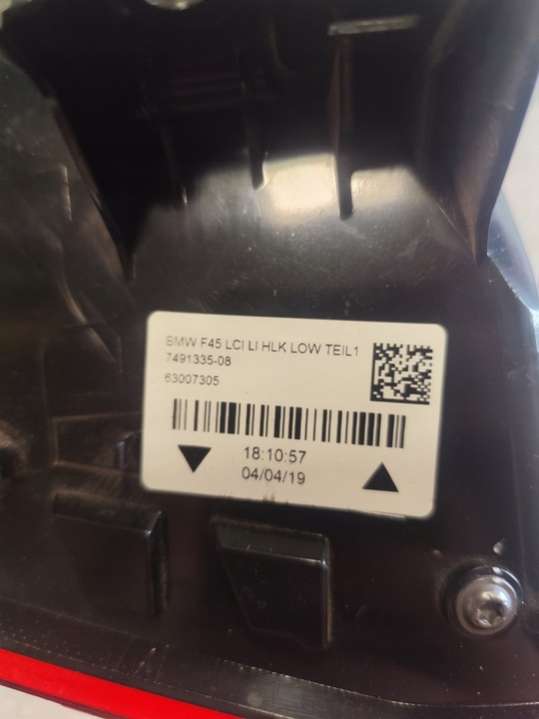 BMW F45 LCI LI HLK LOW TEIL1
7491335-08
63007305
18:10:57
04/04/19